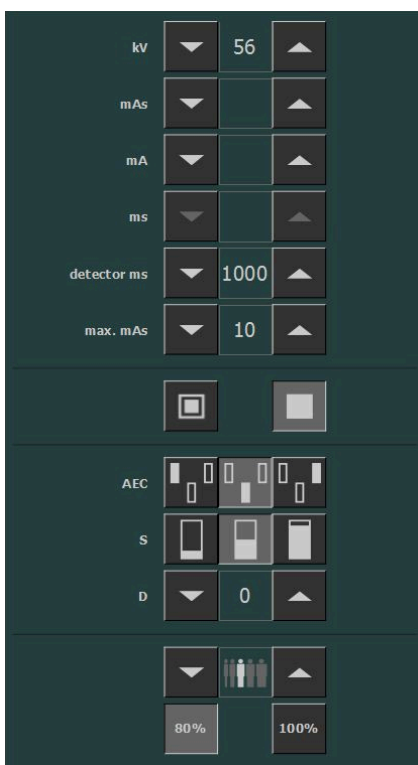 kV 56
mAs
mA
ms
detector ms 1000
max. mAs 10
AEC
S
D 0
80% 100%